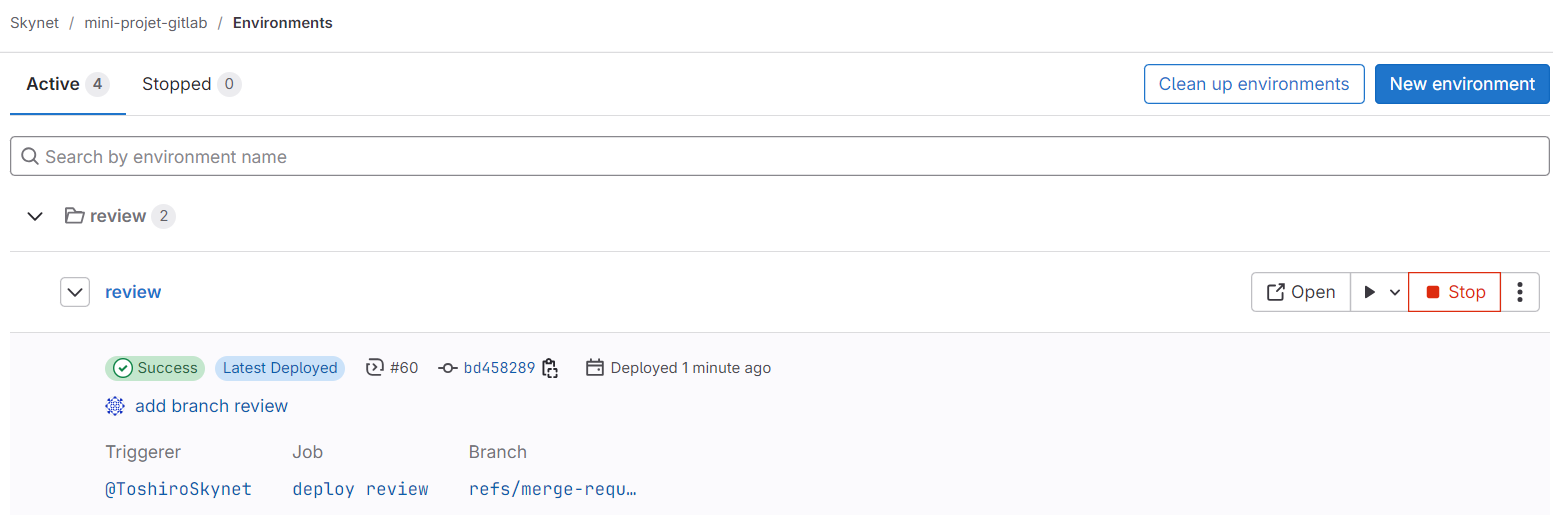 Skynet / mini-projet-gitlab / Environments
Active 4 Stopped 0 Clean up environments New environment
Search by environment name
review 2
review Open Stop
Success Latest Deployed #60 bd458289 Deployed 1 minute ago
add branch review
Triggerer Job Branch
@ToshiroSkynet deploy review refs/merge-requ…